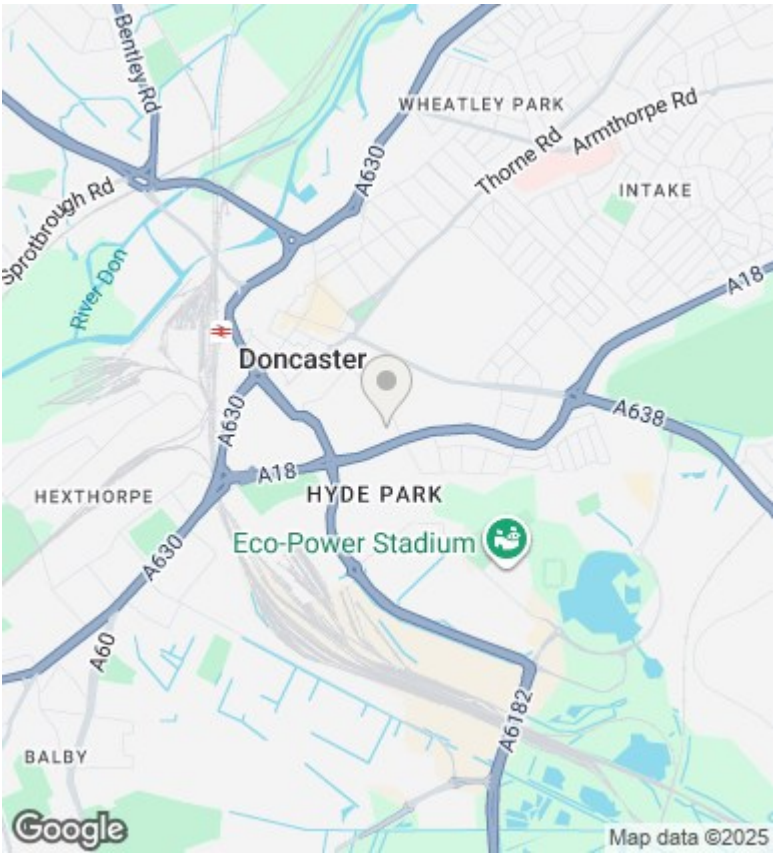 Bentley Rd
WHEATLEY PARK
Armthorpe Rd
A630
Thorne Rd
INTAKE
Sprotbrough Rd
River Don
A18
Doncaster
A630
A638
A18
HEXTHORPE
HYDE PARK
Eco-Power Stadium
A630
A60
A6182
BALBY
Google
Map data ©2025